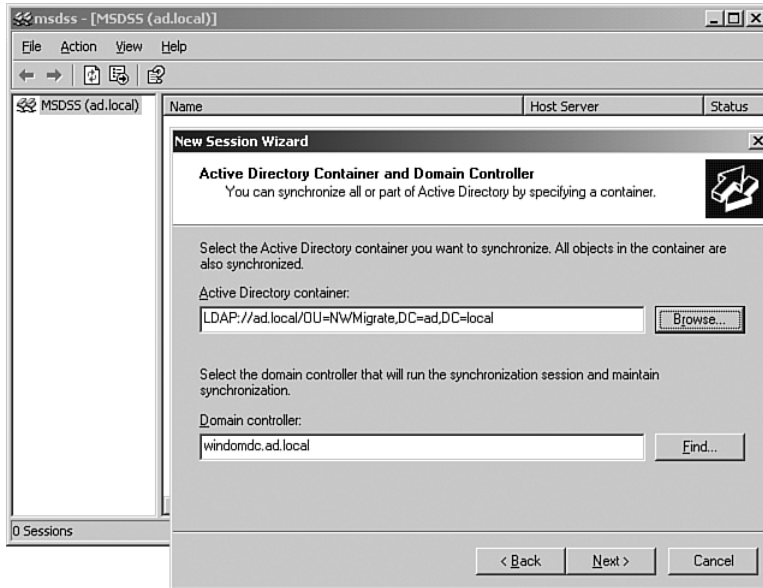 msdss - [MSDSS (ad.local)]
File Action View Help
MSDSS (ad.local)
Name Host Server Status
New Session Wizard
Active Directory Container and Domain Controller
You can synchronize all or part of Active Directory by specifying a container.
Select the Active Directory container you want to synchronize. All objects in the container are
also synchronized.
Active Directory container:
LDAP://ad.local/OU=NWMigrate,DC=ad,DC=local
Browse...
Select the domain controller that will run the synchronization session and maintain
synchronization.
Domain controller:
windomdc.ad.local
Find...
0 Sessions
< Back Next > Cancel